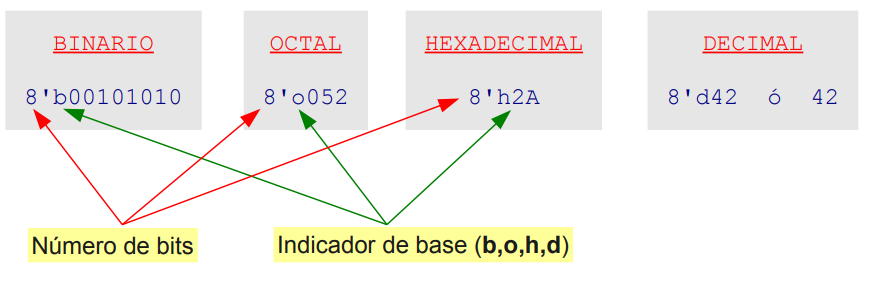 BINARIO
8'b00101010
OCTAL
8'o052
HEXADECIMAL
8'h2A
DECIMAL
8'd42 ó 42
Número de bits
Indicador de base (b,o,h,d)